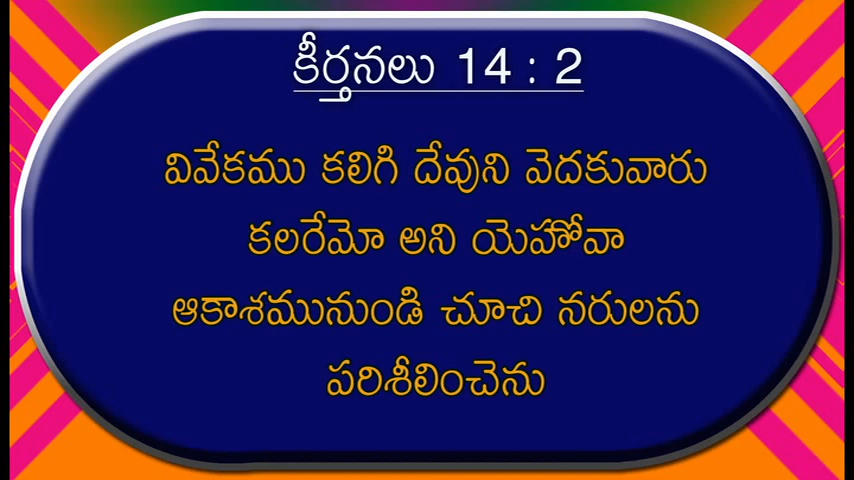 కీర్తనలు 14 : 2
వివేకము కలిగి దేవుని వెదకువారు
కలరేమో అని యెహోవా
ఆకాశమునుండి చూచి నరులను
పరిశీలించెను